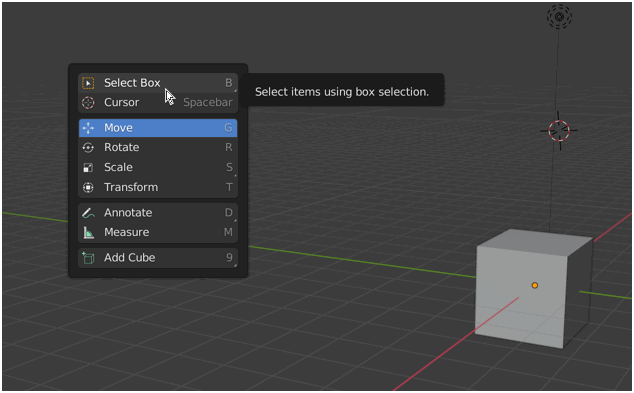 Select Box B
Select items using box selection.
Cursor Spacebar
Move G
Rotate R
Scale S
Transform T
Annotate D
Measure M
Add Cube 9